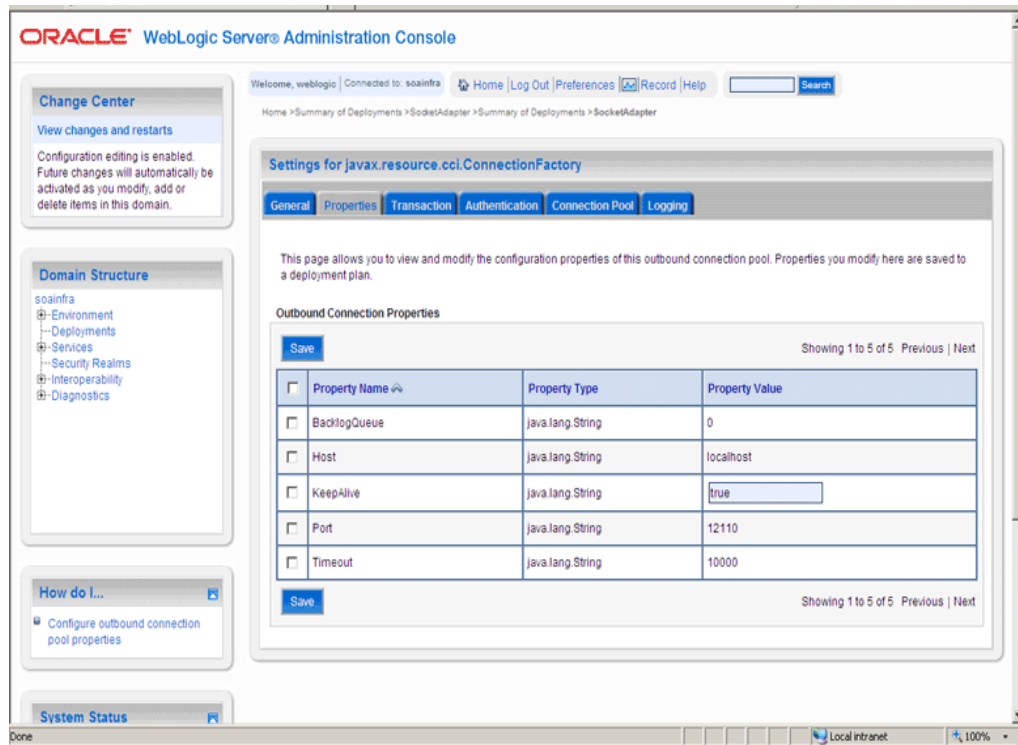 ORACLE® WebLogic Server® Administration Console
Change Center
View changes and restarts
Configuration editing is enabled.
Future changes will automatically be
activated as you modify, add or
delete items in this domain.
Domain Structure
soainfra
Environment
Deployments
Services
Security Realms
Interoperability
Diagnostics
How do I...
Configure outbound connection
pool properties
System Status
Welcome, weblogic Connected to: soainfra Home Log Out Preferences Record Help Search
Home >Summary of Deployments >SocketAdapter >Summary of Deployments >SocketAdapter
Settings for javax.resource.cci.ConnectionFactory
General Properties Transaction Authentication Connection Pool Logging
This page allows you to view and modify the configuration properties of this outbound connection pool. Properties you modify here are saved to
a deployment plan.
Outbound Connection Properties
Save Showing 1 to 5 of 5 Previous | Next
Property Name Property Type Property Value
BacklogQueue java.lang.String 0
Host java.lang.String localhost
KeepAlive java.lang.String true
Port java.lang.String 12110
Timeout java.lang.String 10000
Save Showing 1 to 5 of 5 Previous | Next
Done Local intranet 100%